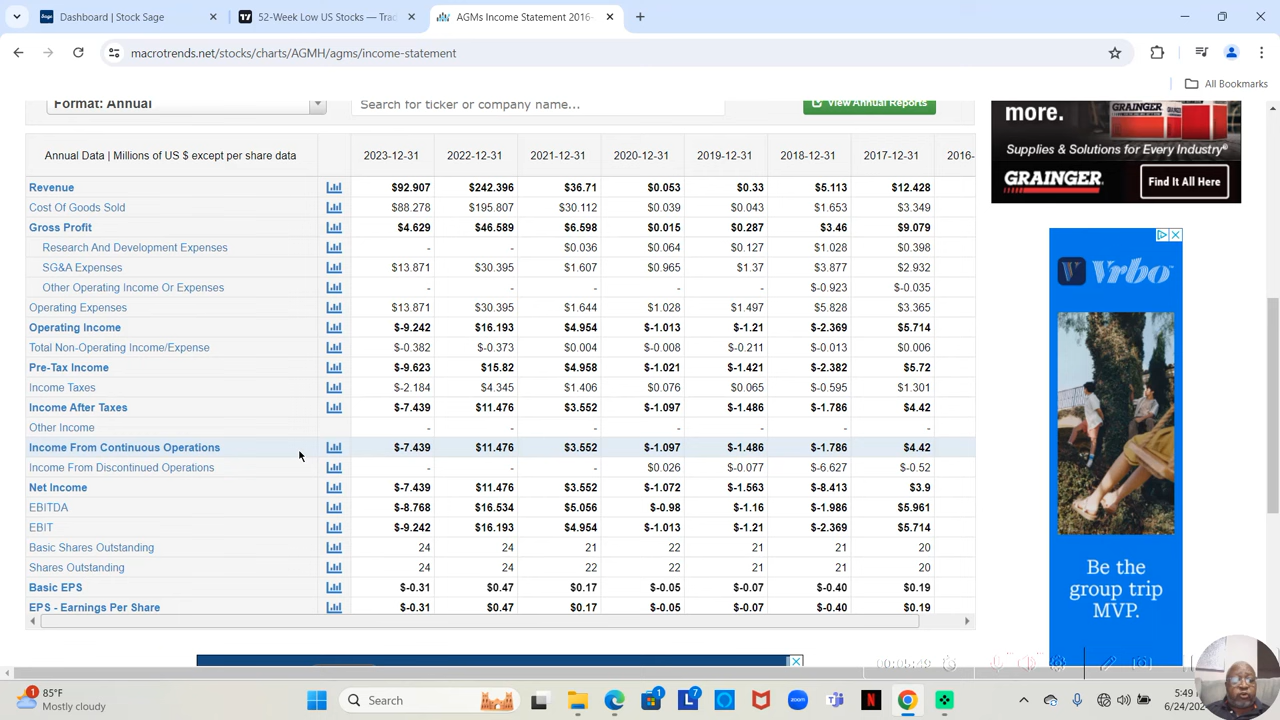 Dashboard | Stock Sage
52-Week Low US Stocks — Trad
AGMs Income Statement 2016-
macrotrends.net/stocks/charts/AGMH/agms/income-statement
All Bookmarks
Format: Annual
Search for ticker or company name...
View Annual Reports
more.
GRAINGER
Supplies & Solutions for Every Industry®
GRAINGER
Find It All Here
Annual Data | Millions of US $ except per share data 2023-12-31 2022-12-31 2021-12-31 2020-12-31 2019-12-31 2018-12-31 2017-12-31 2016-
Revenue $92.907 $242.396 $36.71 $0.053 $0.33 $5.113 $12.428
Cost Of Goods Sold $88.278 $195.807 $30.112 $0.039 $0.043 $1.653 $3.349
Gross Profit $4.629 $46.589 $6.598 $0.015 $0.287 $3.46 $9.079
Research And Development Expenses - - $0.036 $0.064 $0.127 $1.028 $0.398
SG&A Expenses $13.871 $30.395 $1.607 $0.965 $1.37 $3.877 $2.932
Other Operating Income Or Expenses - - - - - $-0.923 $-0.035
Operating Expenses $13.871 $30.395 $1.644 $1.028 $1.497 $5.828 $3.365
Operating Income $-9.242 $16.193 $4.954 $-1.013 $-1.21 $-2.369 $5.714
Total Non-Operating Income/Expense $-0.382 $-0.373 $0.004 $-0.008 $-0.211 $-0.013 $0.006
Pre-Tax Income $-9.623 $15.82 $4.958 $-1.021 $-1.421 $-2.382 $5.72
Income Taxes $-2.184 $4.345 $1.406 $0.076 $0.065 $-0.595 $1.301
Income After Taxes $-7.439 $11.476 $3.552 $-1.097 $-1.486 $-1.786 $4.42
Other Income - - - - - - -
Income From Continuous Operations $-7.439 $11.476 $3.552 $-1.097 $-1.486 $-1.786 $4.42
Income From Discontinued Operations - - - $0.026 $-0.077 $-6.627 $-0.52
Net Income $-7.439 $11.476 $3.552 $-1.072 $-1.563 $-8.413 $3.9
EBITDA $-8.768 $16.534 $5.056 $-0.98 $-1.16 $-1.986 $5.961
EBIT $-9.242 $16.193 $4.954 $-1.013 $-1.21 $-2.369 $5.714
Basic Shares Outstanding 24 24 21 22 21 21 20
Shares Outstanding 24 24 22 22 21 21 20
Basic EPS $-0.31 $0.47 $0.17 $-0.05 $-0.07 $-0.40 $0.19
EPS - Earnings Per Share $-0.31 $0.47 $0.17 $-0.05 $-0.07 $-0.40 $0.19
Vrbo
Be the
group trip
MVP.
85°F
Mostly cloudy
Search
5:49
6/24/20